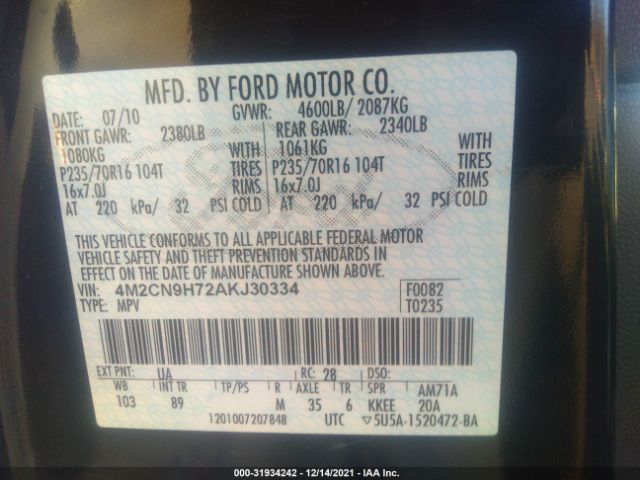 MFD. BY FORD MOTOR CO.
DATE: 07/10 GVWR: 4600LB/ 2087KG
FRONT GAWR: 2380LB REAR GAWR: 2340LB
1080KG WITH 1061KG WITH
P235/70R16 104T TIRES P235/70R16 104T TIRES
16x7.0J RIMS 16x7.0J RIMS
AT 220 kPa/ 32 PSI COLD AT 220 kPa/ 32 PSI COLD
THIS VEHICLE CONFORMS TO ALL APPLICABLE FEDERAL MOTOR
VEHICLE SAFETY AND THEFT PREVENTION STANDARDS IN
EFFECT ON THE DATE OF MANUFACTURE SHOWN ABOVE.
VIN: 4M2CN9H72AKJ30334 F0082
TYPE: MPV T0235
EXT PNT: UA RC: 28 DSO:
WB INT TR TP/PS R AXLE TR SPR AM71A
103 89 M 35 6 KKEE 20A
1201007207848 UTC ▽5U5A-1520472-BA
000-31934242 - 12/14/2021 - IAA Inc.